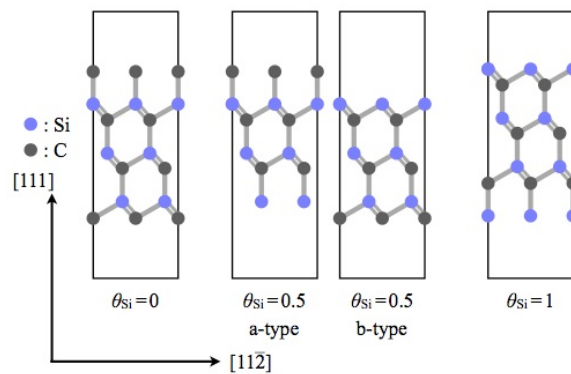 : Si
: C
[111]
θSi=0
θSi=0.5
a-type
θSi=0.5
b-type
θSi=1
[112̄]